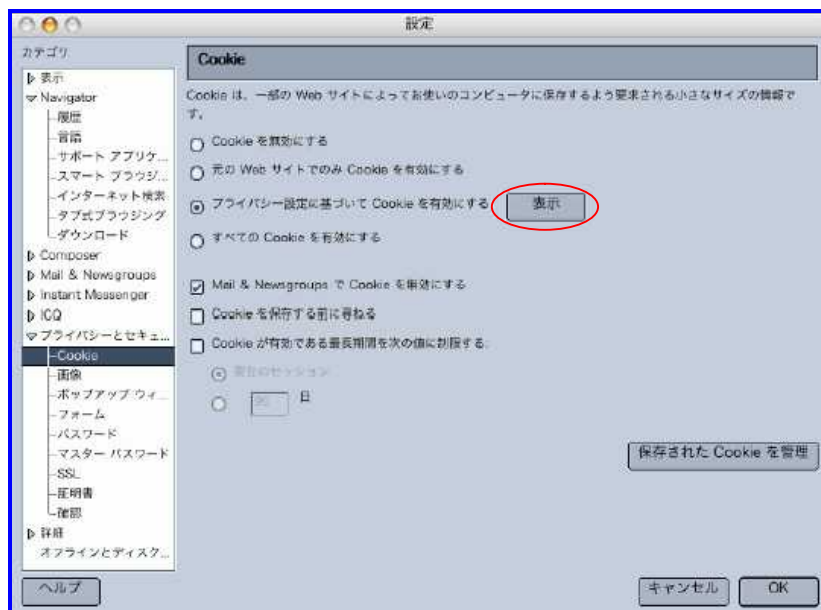 設定
カテゴリ
表示
Navigator
履歴
言語
サポート アプリケ...
スマート ブラウジ...
インターネット検索
タブ式ブラウジング
ダウンロード
Composer
Mail & Newsgroups
Instant Messenger
ICQ
プライバシーとセキュ...
Cookie
画像
ポップアップ ウィ...
フォーム
パスワード
マスター パスワード
SSL
証明書
確認
詳細
オフラインとディスク...
Cookie
Cookie は、一部の Web サイトによってお使いのコンピュータに保存するよう要求される小さなサイズの情報で
す。
Cookie を無効にする
元の Web サイトでのみ Cookie を有効にする
プライバシー設定に基づいて Cookie を有効にする
表示
すべての Cookie を有効にする
Mail & Newsgroups で Cookie を無効にする
Cookie を保存する前に尋ねる
Cookie が有効である最長期間を次の値に制限する:
現在のセッション
90 日
保存された Cookie を管理
ヘルプ
キャンセル
OK